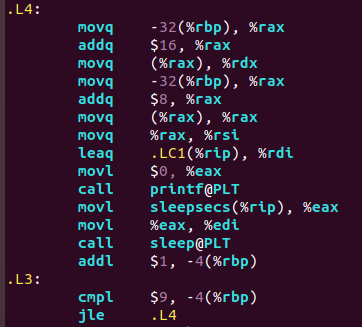 .L4:
movq -32(%rbp), %rax
addq $16, %rax
movq (%rax), %rdx
movq -32(%rbp), %rax
addq $8, %rax
movq (%rax), %rax
movq %rax, %rsi
leaq .LC1(%rip), %rdi
movl $0, %eax
call printf@PLT
movl sleepsecs(%rip), %eax
movl %eax, %edi
call sleep@PLT
addl $1, -4(%rbp)
.L3:
cmpl $9, -4(%rbp)
jle .L4